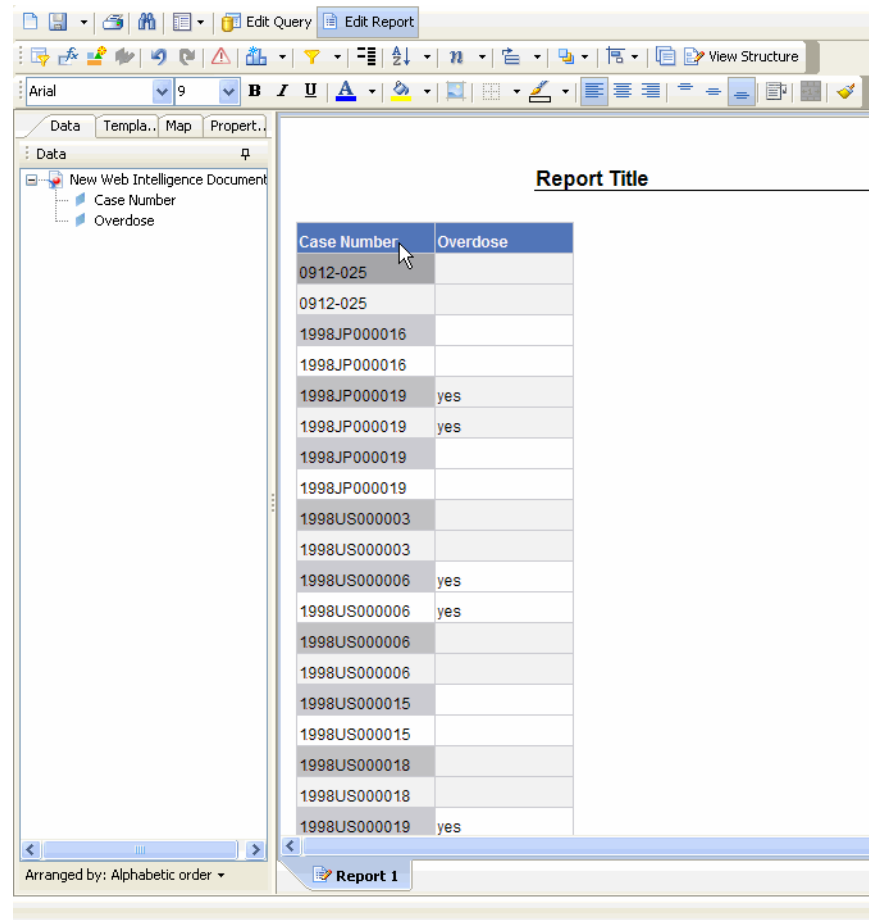 Edit Query Edit Report
View Structure
Arial 9 B I U A
Data Templa.. Map Propert..
Data
New Web Intelligence Document
Case Number
Overdose
Report Title
Case Number Overdose
0912-025
0912-025
1998JP000016
1998JP000016
1998JP000019 yes
1998JP000019 yes
1998JP000019
1998JP000019
1998US000003
1998US000003
1998US000006 yes
1998US000006 yes
1998US000006
1998US000006
1998US000015
1998US000015
1998US000018
1998US000018
1998US000019 yes
Arranged by: Alphabetic order
Report 1